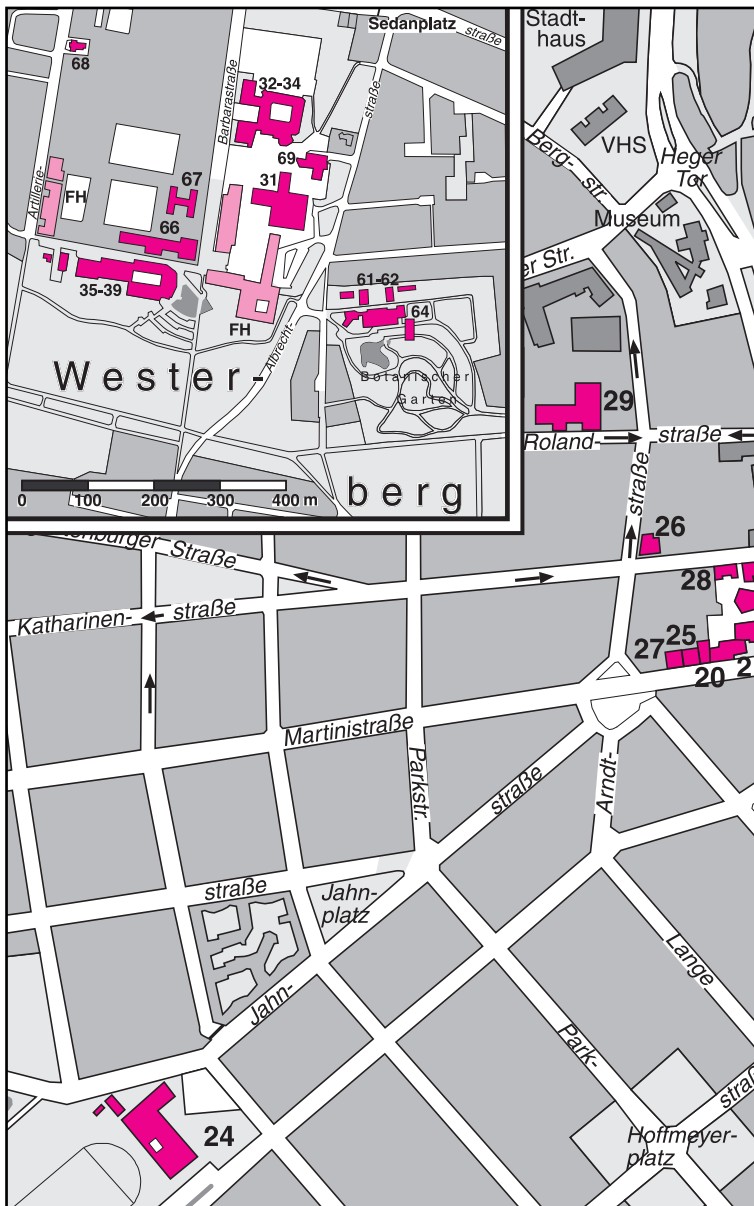 Sedanplatz
straße
68
Artillerie-
Barbarastraße
32-34
straße
69
67
31
FH
66
35-39
FH
61-62
64
Albrecht-
Wester-
Botanischer
Garten
0 100 200 300 400 m
berg
Stadt-
haus
VHS
Berg-
str.
Heger
Tor
Museum
er Str.
29
Roland-
straße
straße
26
burger Straße
28
Katharinen-
straße
27
25
20
2
Martinistraße
Parkstr.
straße
Arndt-
straße
Jahn-
platz
Lange
Jahn-
Park-
straß
24
Hoffmeyer-
platz